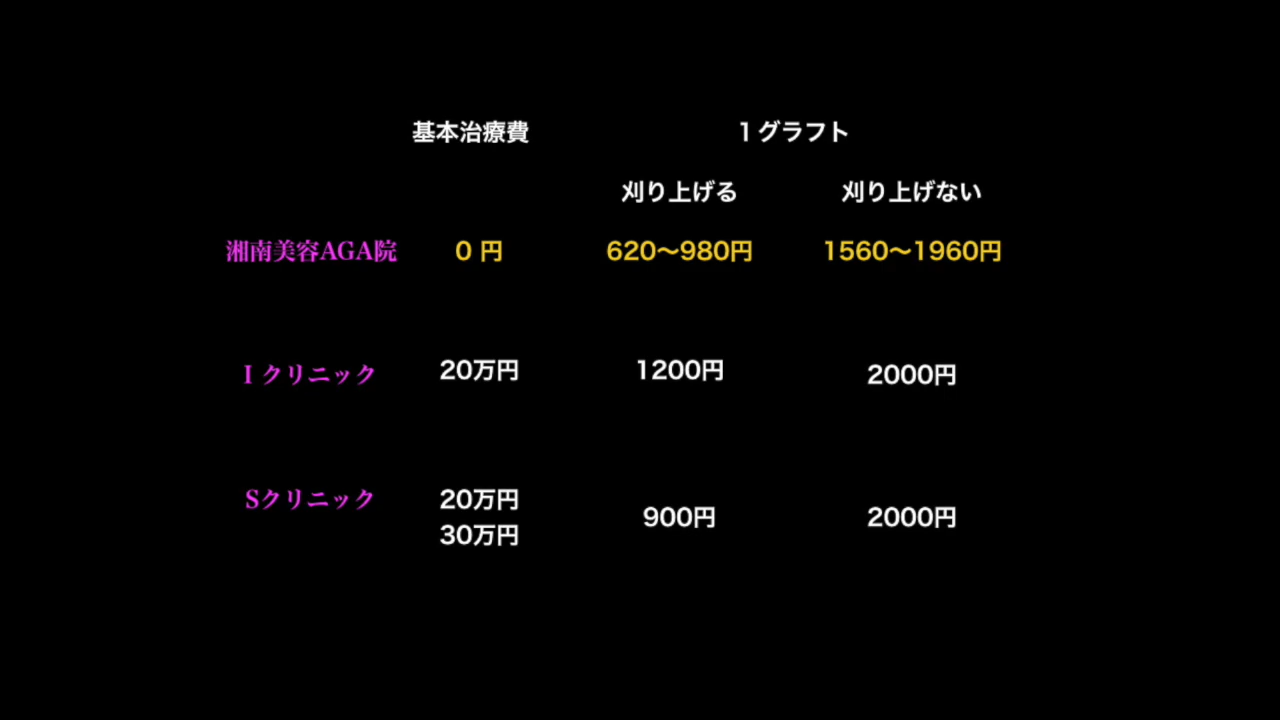 基本治療費 1グラフト
刈り上げる 刈り上げない
湘南美容AGA院 0 円 620〜980円 1560〜1960円
I クリニック 20万円 1200円 2000円
Sクリニック 20万円 900円 2000円
30万円